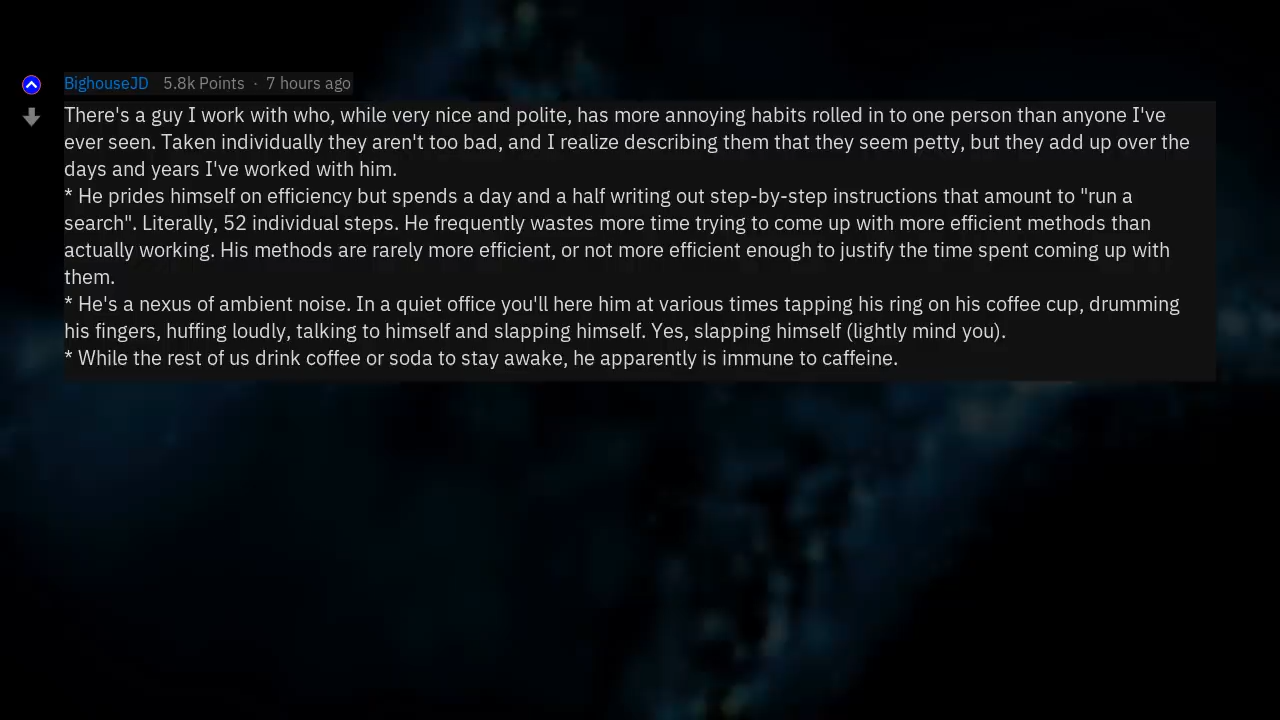 BighouseJD 5.8k Points · 7 hours ago
There's a guy I work with who, while very nice and polite, has more annoying habits rolled in to one person than anyone I've
ever seen. Taken individually they aren't too bad, and I realize describing them that they seem petty, but they add up over the
days and years I've worked with him.
* He prides himself on efficiency but spends a day and a half writing out step-by-step instructions that amount to "run a
search". Literally, 52 individual steps. He frequently wastes more time trying to come up with more efficient methods than
actually working. His methods are rarely more efficient, or not more efficient enough to justify the time spent coming up with
them.
* He's a nexus of ambient noise. In a quiet office you'll here him at various times tapping his ring on his coffee cup, drumming
his fingers, huffing loudly, talking to himself and slapping himself. Yes, slapping himself (lightly mind you).
* While the rest of us drink coffee or soda to stay awake, he apparently is immune to caffeine.